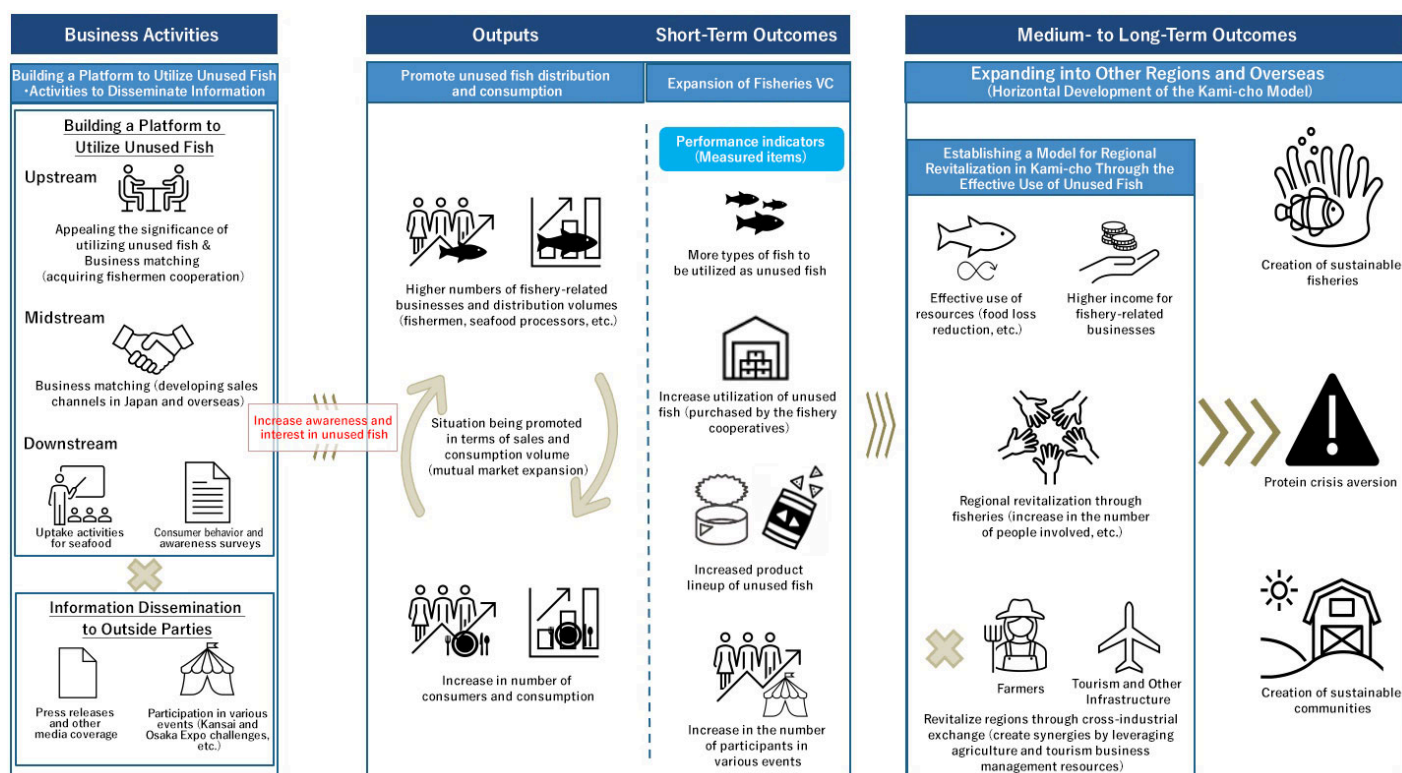 Business Activities
Building a Platform to Utilize Unused Fish
・Activities to Disseminate Information
Building a Platform to
Utilize Unused Fish
Upstream
Appealing the significance of
utilizing unused fish &
Business matching
(acquiring fishermen cooperation)
Midstream
Business matching (developing sales
channels in Japan and overseas)
Downstream
Uptake activities
for seafood
Consumer behavior and
awareness surveys
Information Dissemination
to Outside Parties
Press releases
and other
media coverage
Participation in various
events (Kansai and
Osaka Expo challenges,
etc.)
Increase awareness and
interest in unused fish
Outputs
Promote unused fish distribution
and consumption
Higher numbers of fishery-related
businesses and distribution volumes
(fishermen, seafood processors, etc.)
Situation being promoted
in terms of sales and
consumption volume
(mutual market expansion)
Increase in number of
consumers and consumption
Short-Term Outcomes
Expansion of Fisheries VC
Performance indicators
(Measured items)
More types of fish to
be utilized as unused fish
Increase utilization of unused
fish (purchased by the fishery
cooperatives)
Increased product
lineup of unused fish
Increase in the number
of participants in
various events
Medium- to Long-Term Outcomes
Expanding into Other Regions and Overseas
(Horizontal Development of the Kami-cho Model)
Establishing a Model for Regional
Revitalization in Kami-cho Through the
Effective Use of Unused Fish
Effective use of
resources (food loss
reduction, etc.)
Higher income for
fishery-related
businesses
Regional revitalization through
fisheries (increase in the number
of people involved, etc.)
Farmers
Tourism and Other
Infrastructure
Revitalize regions through cross-industrial
exchange (create synergies by leveraging
agriculture and tourism business
management resources)
Creation of sustainable
fisheries
Protein crisis aversion
Creation of sustainable
communities